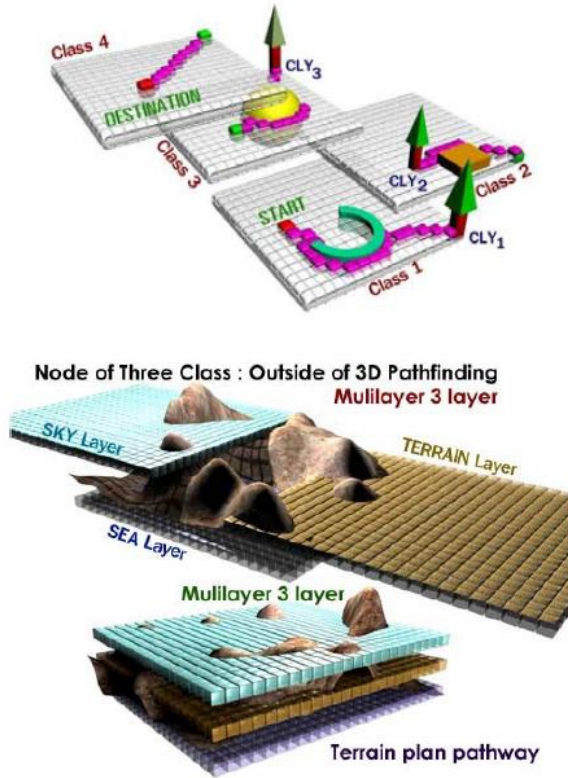 Class 4
CLY3
DESTINATION
Class 3
CLY2
Class 2
START
CLY1
Class 1
Node of Three Class : Outside of 3D Pathfinding
Mulilayer 3 layer
SKY Layer
TERRAIN Layer
SEA Layer
Mulilayer 3 layer
Terrain plan pathway